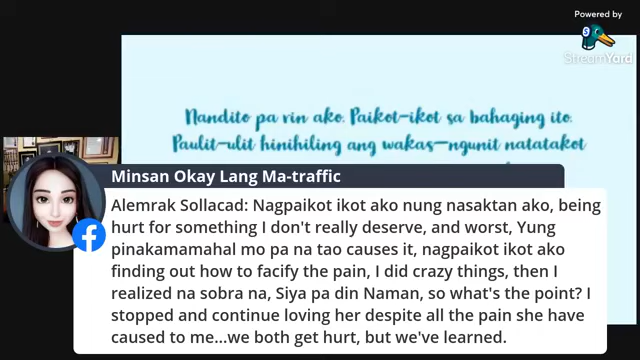 Powered by
StreamYard
Nandito pa rin ako. Paikot-ikot sa bahaging ito.
Paulit-ulit hinihiling ang wakas—ngunit natatakot
Minsan Okay Lang Ma-traffic
Alemrak Sollacad: Nagpaikot ikot ako nung nasaktan ako, being
hurt for something I don't really deserve, and worst, Yung
pinakamamahal mo pa na tao causes it, nagpaikot ikot ako
finding out how to facify the pain, I did crazy things, then I
realized na sobra na, Siya pa din Naman, so what's the point? I
stopped and continue loving her despite all the pain she have
caused to me...we both get hurt, but we've learned.